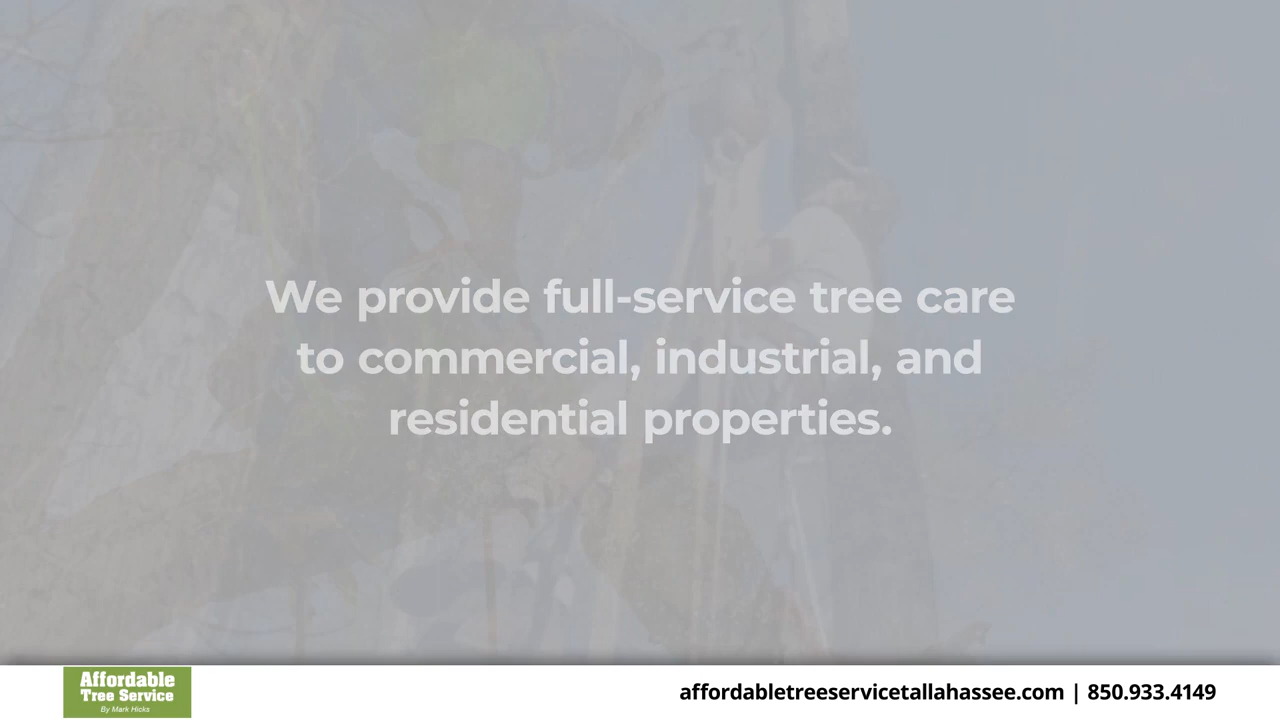 We provide full-service tree care
to commercial, industrial, and
residential properties.
Affordable
Tree Service
By Mark Hicks
affordabletreeservicetallahassee.com | 850.933.4149